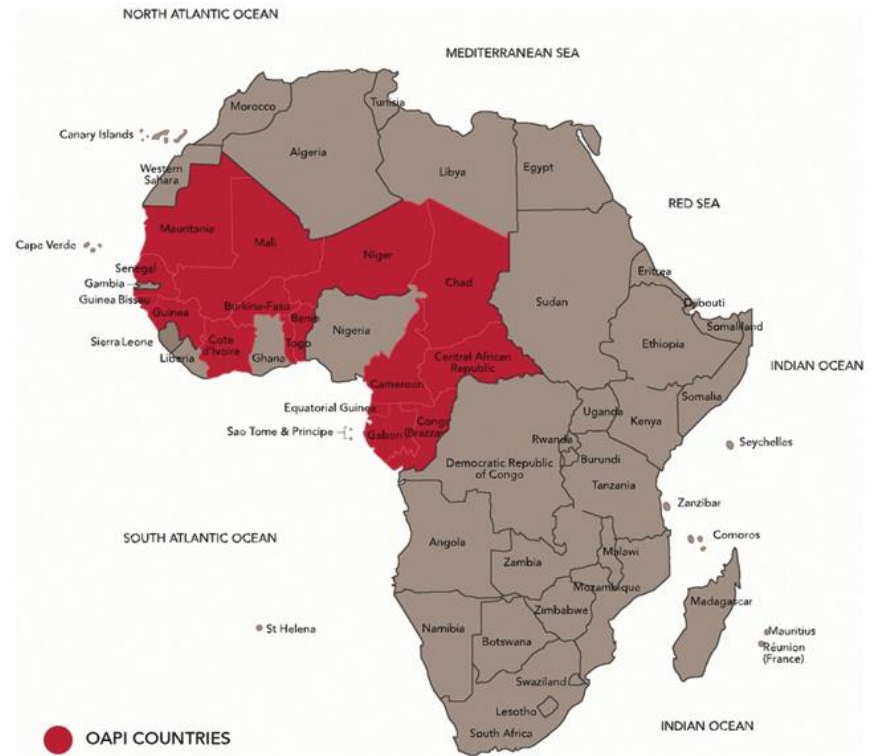 NORTH ATLANTIC OCEAN
MEDITERRANEAN SEA
Morocco
Tunisia
Canary Islands
Algeria
Libya
Egypt
Western
Sahara
RED SEA
Mauritania
Cape Verde
Mali
Niger
Chad
Senegal
Eritrea
Gambia
Guinea Bissau
Burkina-Faso
Sudan
Djibouti
Guinea
Benin
Somaliland
Nigeria
Sierra Leone
Cote
d'Ivoire
Togo
Ethiopia
Liberia
Ghana
Central African
Republic
INDIAN OCEAN
Cameroon
Somalia
Equatorial Guinea
Uganda
Kenya
Congo
(Brazza
Sao Tome & Principe
Gabon
Rwanda
Seychelles
Democratic Republic
of Congo
Burundi
Tanzania
Zanzibar
SOUTH ATLANTIC OCEAN
Angola
Comoros
Malawi
Zambia
Mozambique
Madagascar
Zimbabwe
St Helena
Namibia
Mauritius
Botswana
Réunion
(France)
Swaziland
Lesotho
South Africa
INDIAN OCEAN
OAPI COUNTRIES